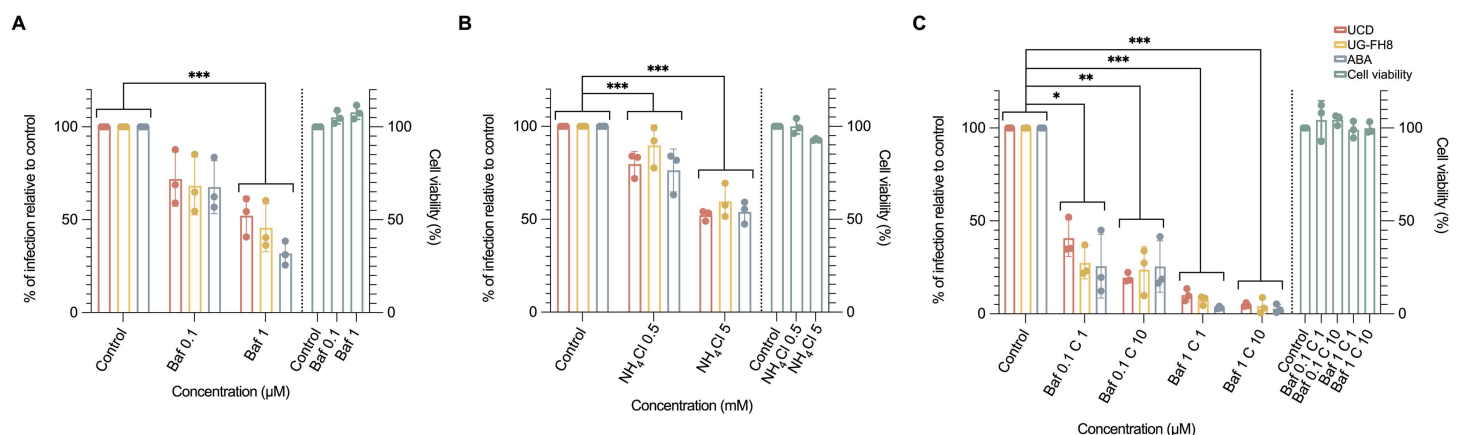 A
% of infection relative to control
100
50
0
***
100
50
0
Cell viability (%)
Control
Baf 0.1
Baf 1
Control
Baf 0.1
Baf 1
Concentration (µM)
B
% of infection relative to control
100
50
0
***
***
100
50
0
Cell viability (%)
Control
NH₄Cl 0.5
NH₄Cl 5
Control
NH₄Cl 0.5
NH₄Cl 5
Concentration (mM)
C
UCD
UG-FH8
ABA
Cell viability
% of infection relative to control
100
50
0
***
***
**
*
100
50
0
Cell viability (%)
Control
Baf 0.1 C 1
Baf 0.1 C 10
Baf 1 C 1
Baf 1 C 10
Control
Baf 0.1 C 1
Baf 0.1 C 10
Baf 1 C 1
Baf 1 C 10
Concentration (µM)